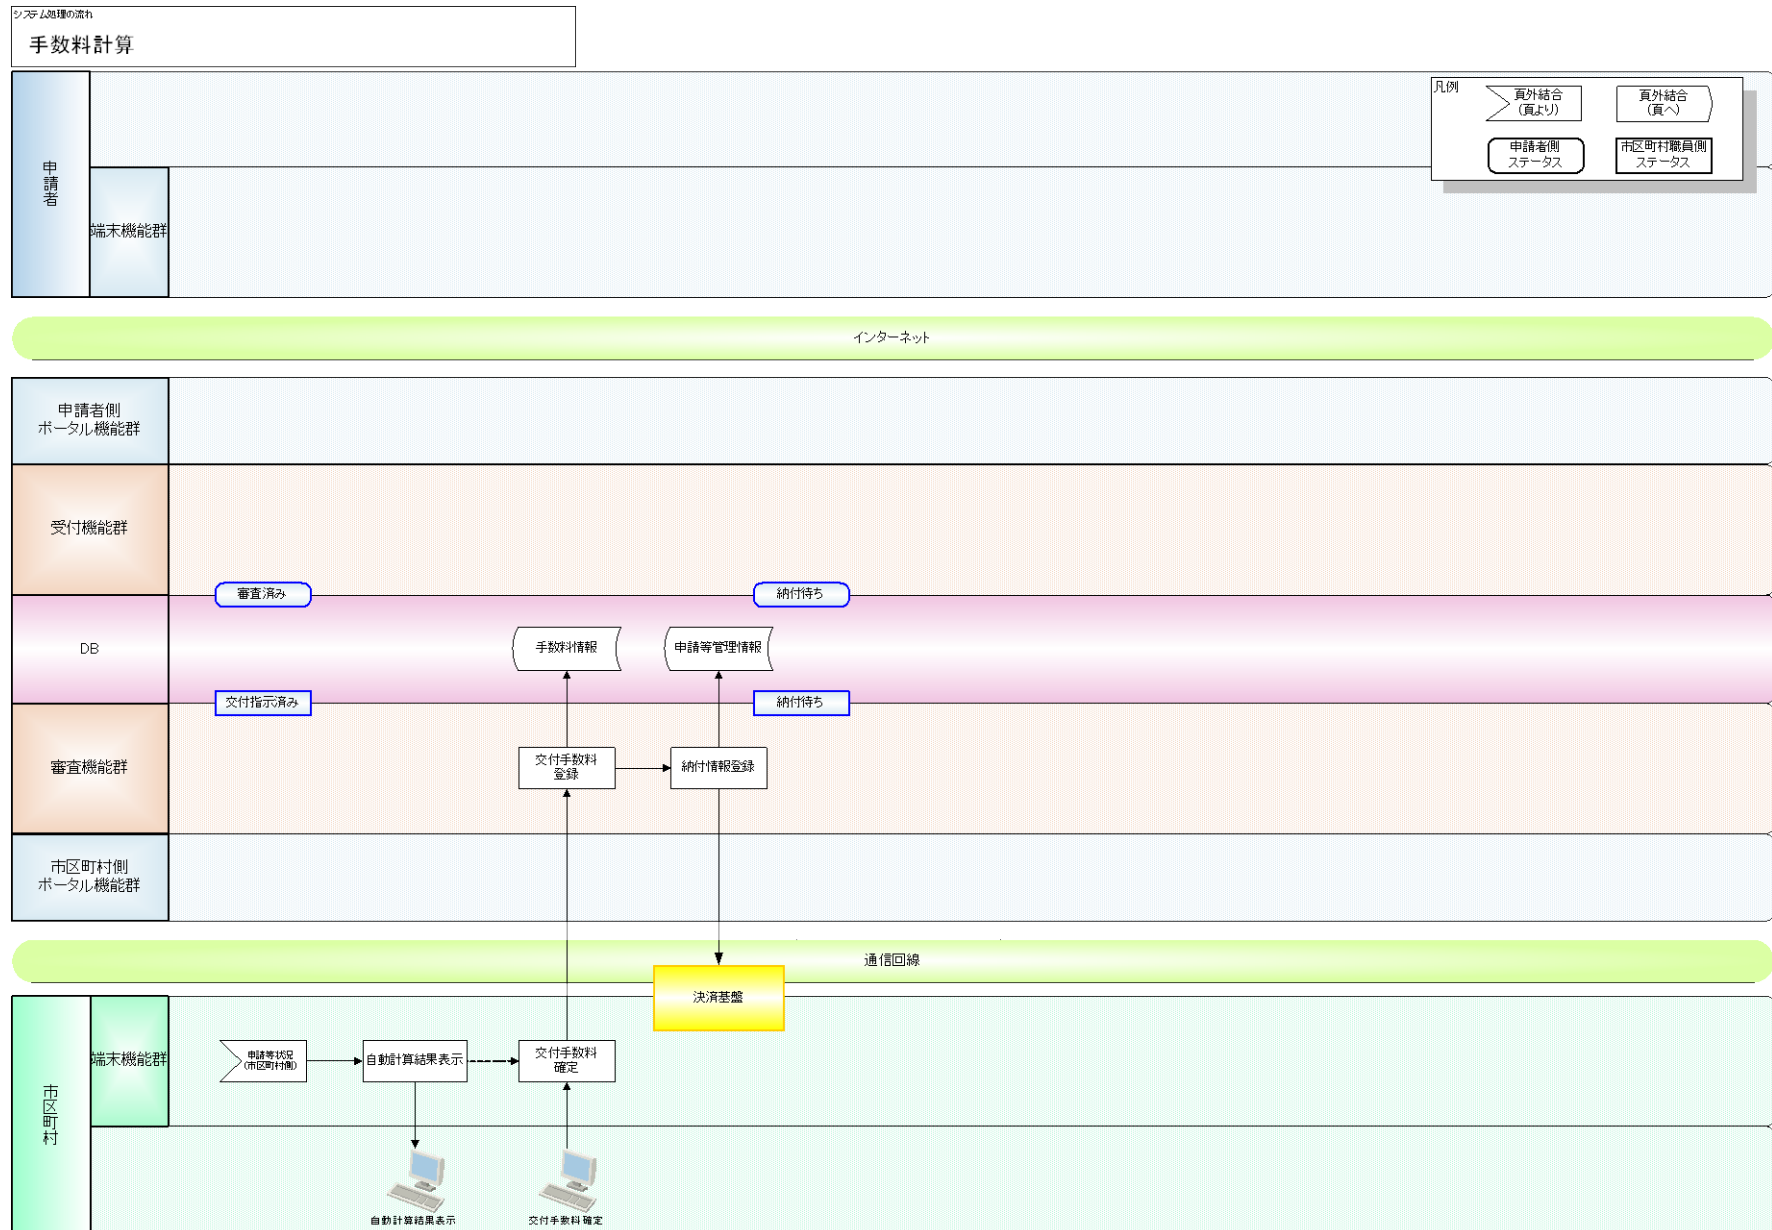 システム処理の流れ
手数料計算
凡例
頁外結合
(頁より)
頁外結合
(頁へ)
申請者側
ステータス
市区町村職員側
ステータス
申請者
端末機能群
インターネット
申請者側
ポータル機能群
受付機能群
審査済み
納付待ち
DB
手数料情報
申請等管理情報
交付指示済み
納付待ち
審査機能群
交付手数料
登録
納付情報登録
市区町村側
ポータル機能群
通信回線
決済基盤
市区町村
端末機能群
申請等状況
(市区町村側)
自動計算結果表示
交付手数料
確定
自動計算結果表示
交付手数料確定